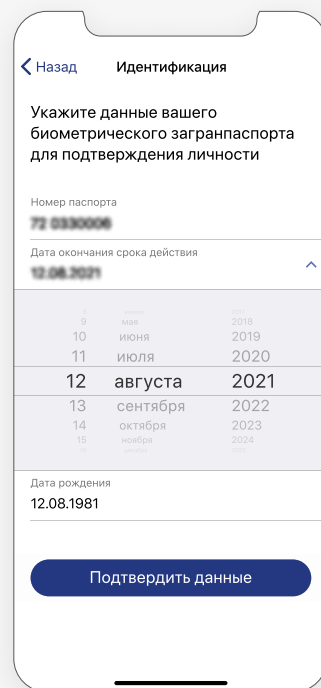 Назад
Идентификация
Укажите данные вашего
биометрического загранпаспорта
для подтверждения личности
Номер паспорта
Дата окончания срока действия
9 мая 2018
10 июня 2019
11 июля 2020
12 августа 2021
13 сентября 2022
14 октября 2023
15 ноября 2024
Дата рождения
12.08.1981
Подтвердить данные